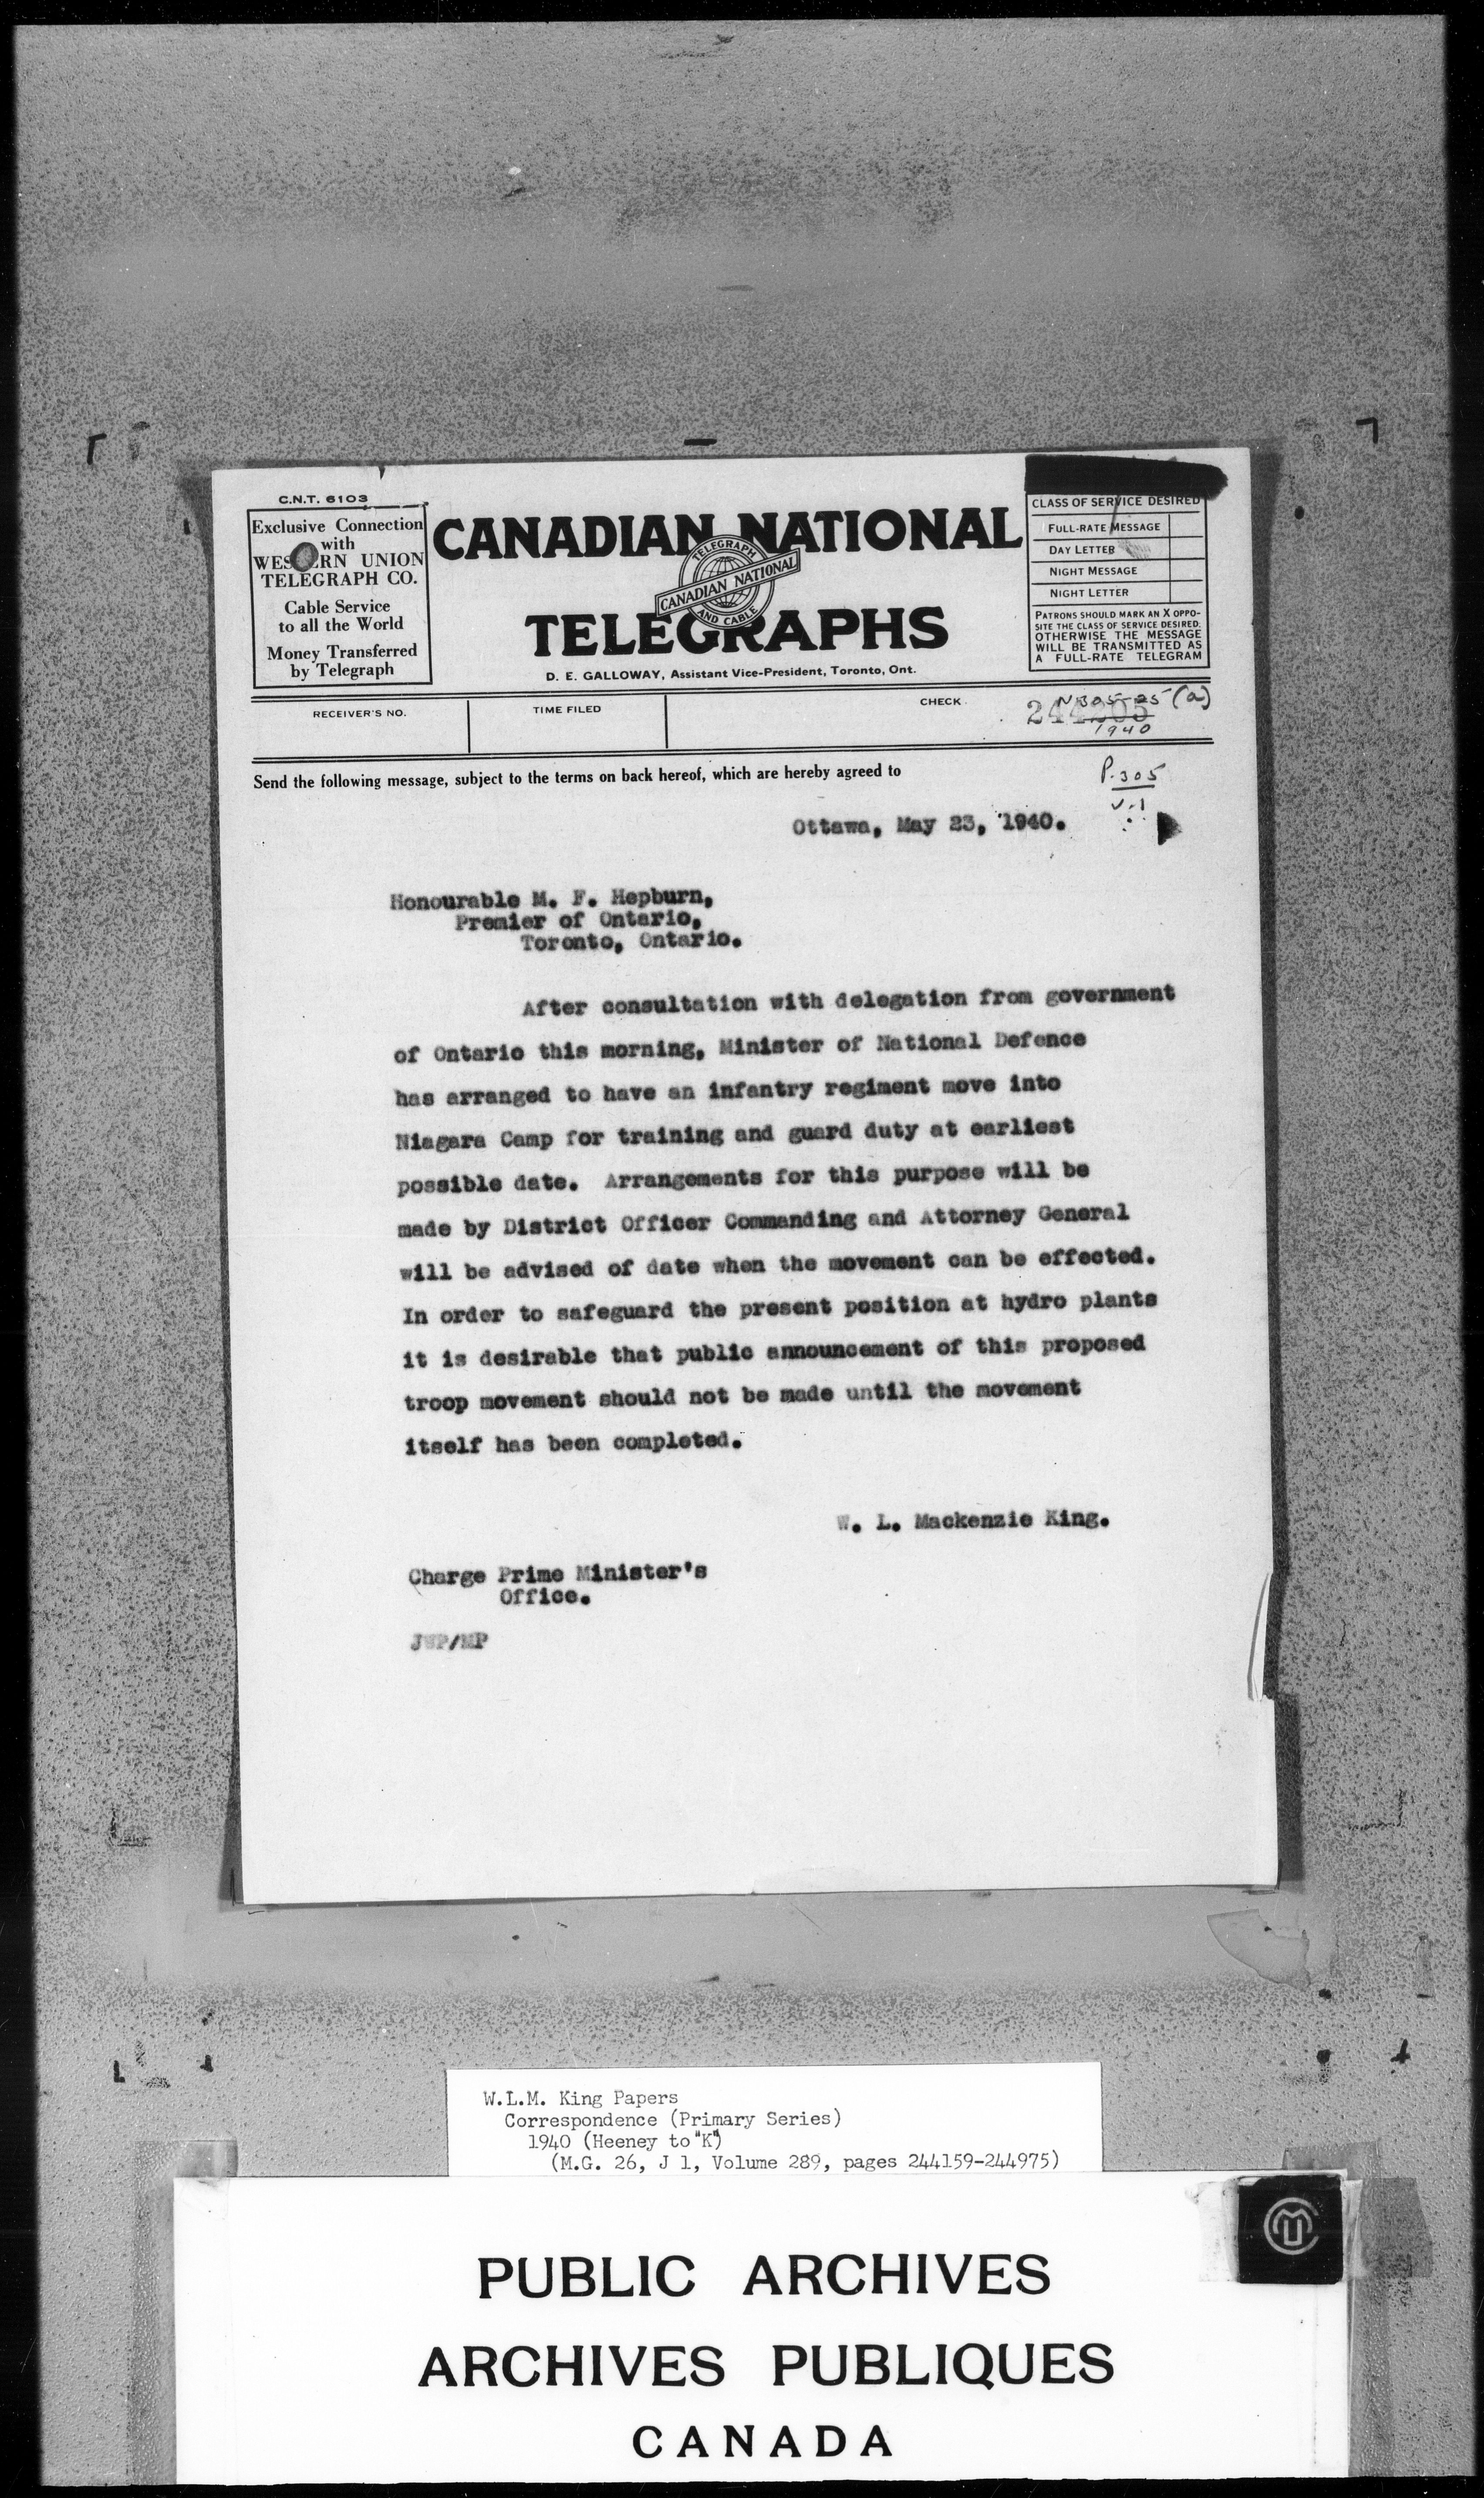 C.N.T. 6103
Exclusive Connection
with
WESTERN UNION
TELEGRAPH CO.
Cable Service
to all the World
Money Transferred
by Telegraph
CANADIAN NATIONAL
TELEGRAPH
CANADIAN NATIONAL
AND CABLE
TELEGRAPHS
D. E. GALLOWAY, Assistant Vice-President, Toronto, Ont.
CLASS OF SERVICE DESIRED
FULL-RATE MESSAGE
DAY LETTER
NIGHT MESSAGE
NIGHT LETTER
PATRONS SHOULD MARK AN X OPPO-
SITE THE CLASS OF SERVICE DESIRED;
OTHERWISE THE MESSAGE
WILL BE TRANSMITTED AS
A FULL-RATE TELEGRAM
RECEIVER'S NO.
TIME FILED
CHECK
N-305-25 (a)
1940
Send the following message, subject to the terms on back hereof, which are hereby agreed to
P.305
V.1
Ottawa, May 23, 1940.
Honourable M. F. Hepburn,
Premier of Ontario,
Toronto, Ontario.
After consultation with delegation from government
of Ontario this morning, Minister of National Defence
has arranged to have an infantry regiment move into
Niagara Camp for training and guard duty at earliest
possible date. Arrangements for this purpose will be
made by District Officer Commanding and Attorney General
will be advised of date when the movement can be effected.
In order to safeguard the present position at hydro plants
it is desirable that public announcement of this proposed
troop movement should not be made until the movement
itself has been completed.
W. L. Mackenzie King.
Charge Prime Minister's
Office.
JWP/MP
W.L.M. King Papers
Correspondence (Primary Series)
1940 (Heeney to "K")
(M.G. 26, J 1, Volume 289, pages 244159-244975)
PUBLIC ARCHIVES
ARCHIVES PUBLIQUES
CANADA